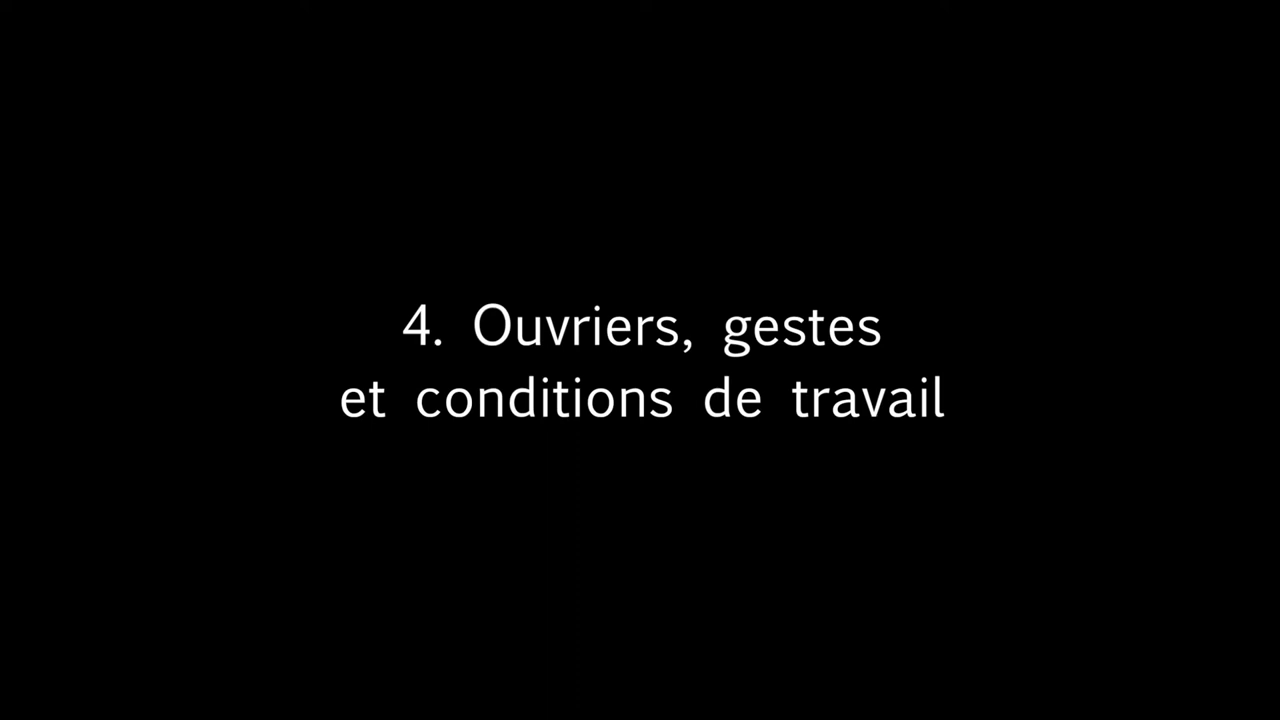 4. Ouvriers, gestes
et conditions de travail